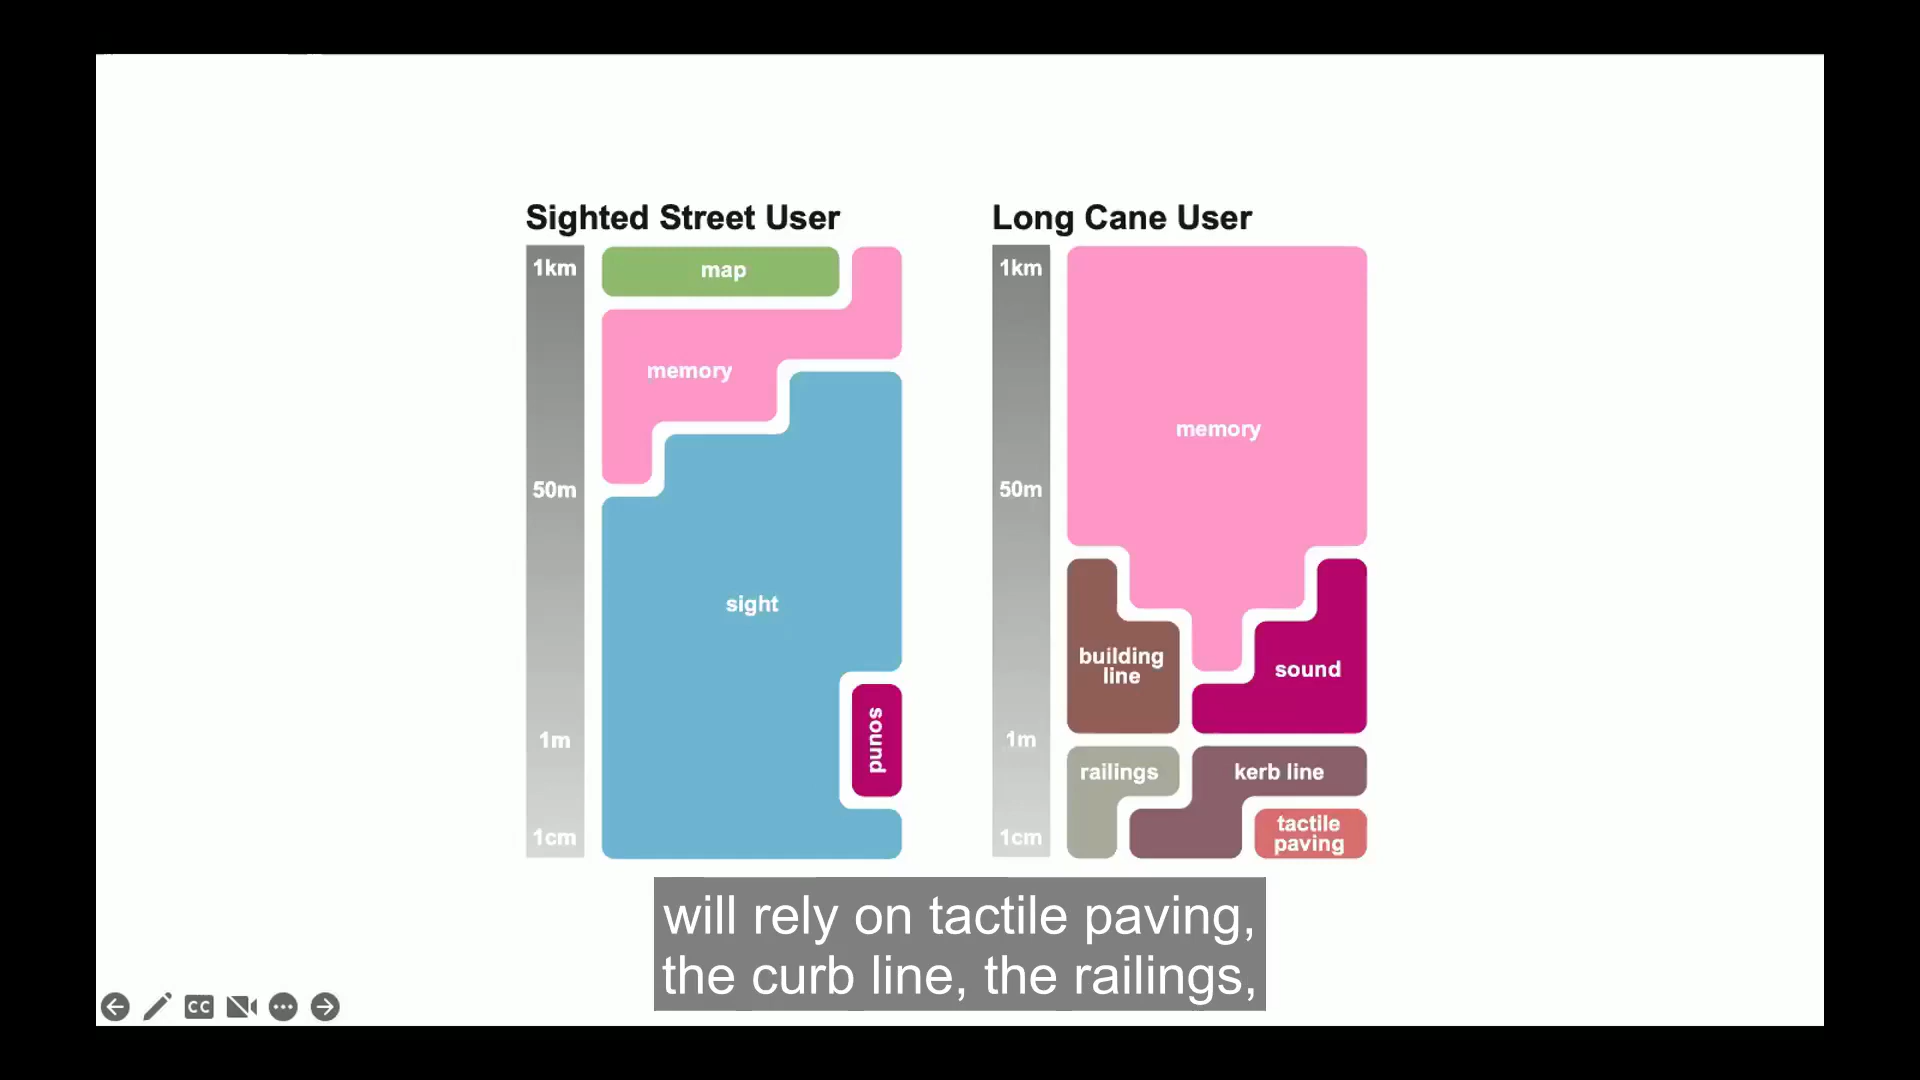 Sighted Street User
1km
map
memory
50m
sight
sound
1m
1cm
Long Cane User
1km
memory
50m
building
line
sound
1m
railings
kerb line
1cm
tactile
paving
will rely on tactile paving,
the curb line, the railings,
CC